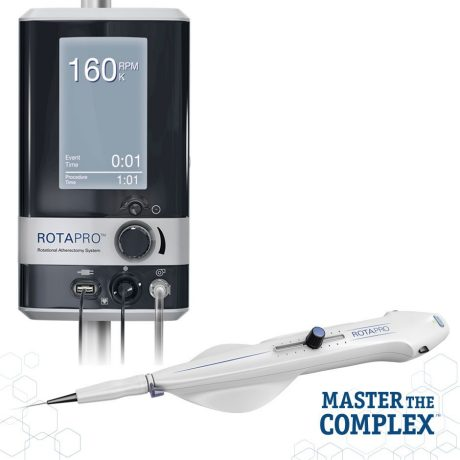 160 RPM
K
Event
Time 0:01
Procedure
Time 1:01
ROTAPRO™
Rotational Atherectomy System
ROTAPRO
MASTER THE
COMPLEX™